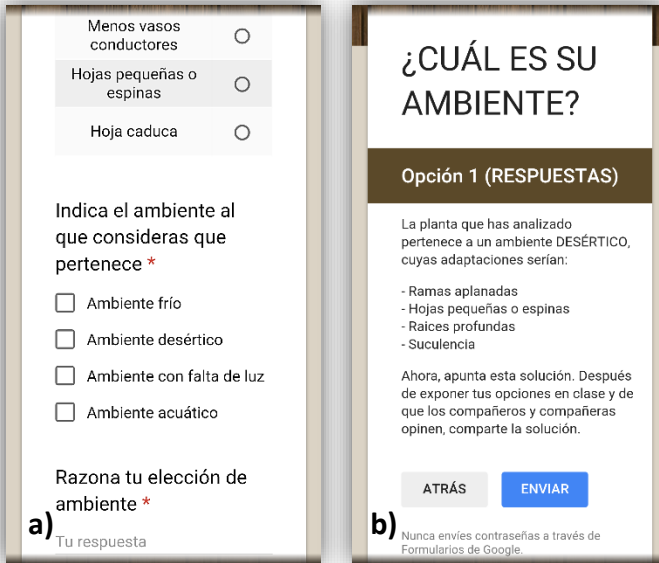 Menos vasos
conductores
Hojas pequeñas o
espinas
Hoja caduca
Indica el ambiente al
que consideras que
pertenece *
Ambiente frío
Ambiente desértico
Ambiente con falta de luz
Ambiente acuático
Razona tu elección de
ambiente *
a)
Tu respuesta
¿CUÁL ES SU
AMBIENTE?
Opción 1 (RESPUESTAS)
La planta que has analizado
pertenece a un ambiente DESÉRTICO,
cuyas adaptaciones serían:
- Ramas aplanadas
- Hojas pequeñas o espinas
- Raices profundas
- Suculencia
Ahora, apunta esta solución. Después
de exponer tus opciones en clase y de
que los compañeros y compañeras
opinen, comparte la solución.
ATRÁS
ENVIAR
b)
Nunca envíes contraseñas a través de
Formularios de Google.